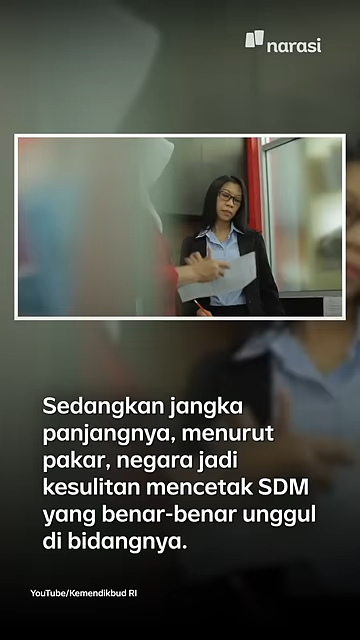 narasi
Sedangkan jangka
panjangnya, menurut
pakar, negara jadi
kesulitan mencetak SDM
yang benar-benar unggul
di bidangnya.
YouTube/Kemendikbud RI